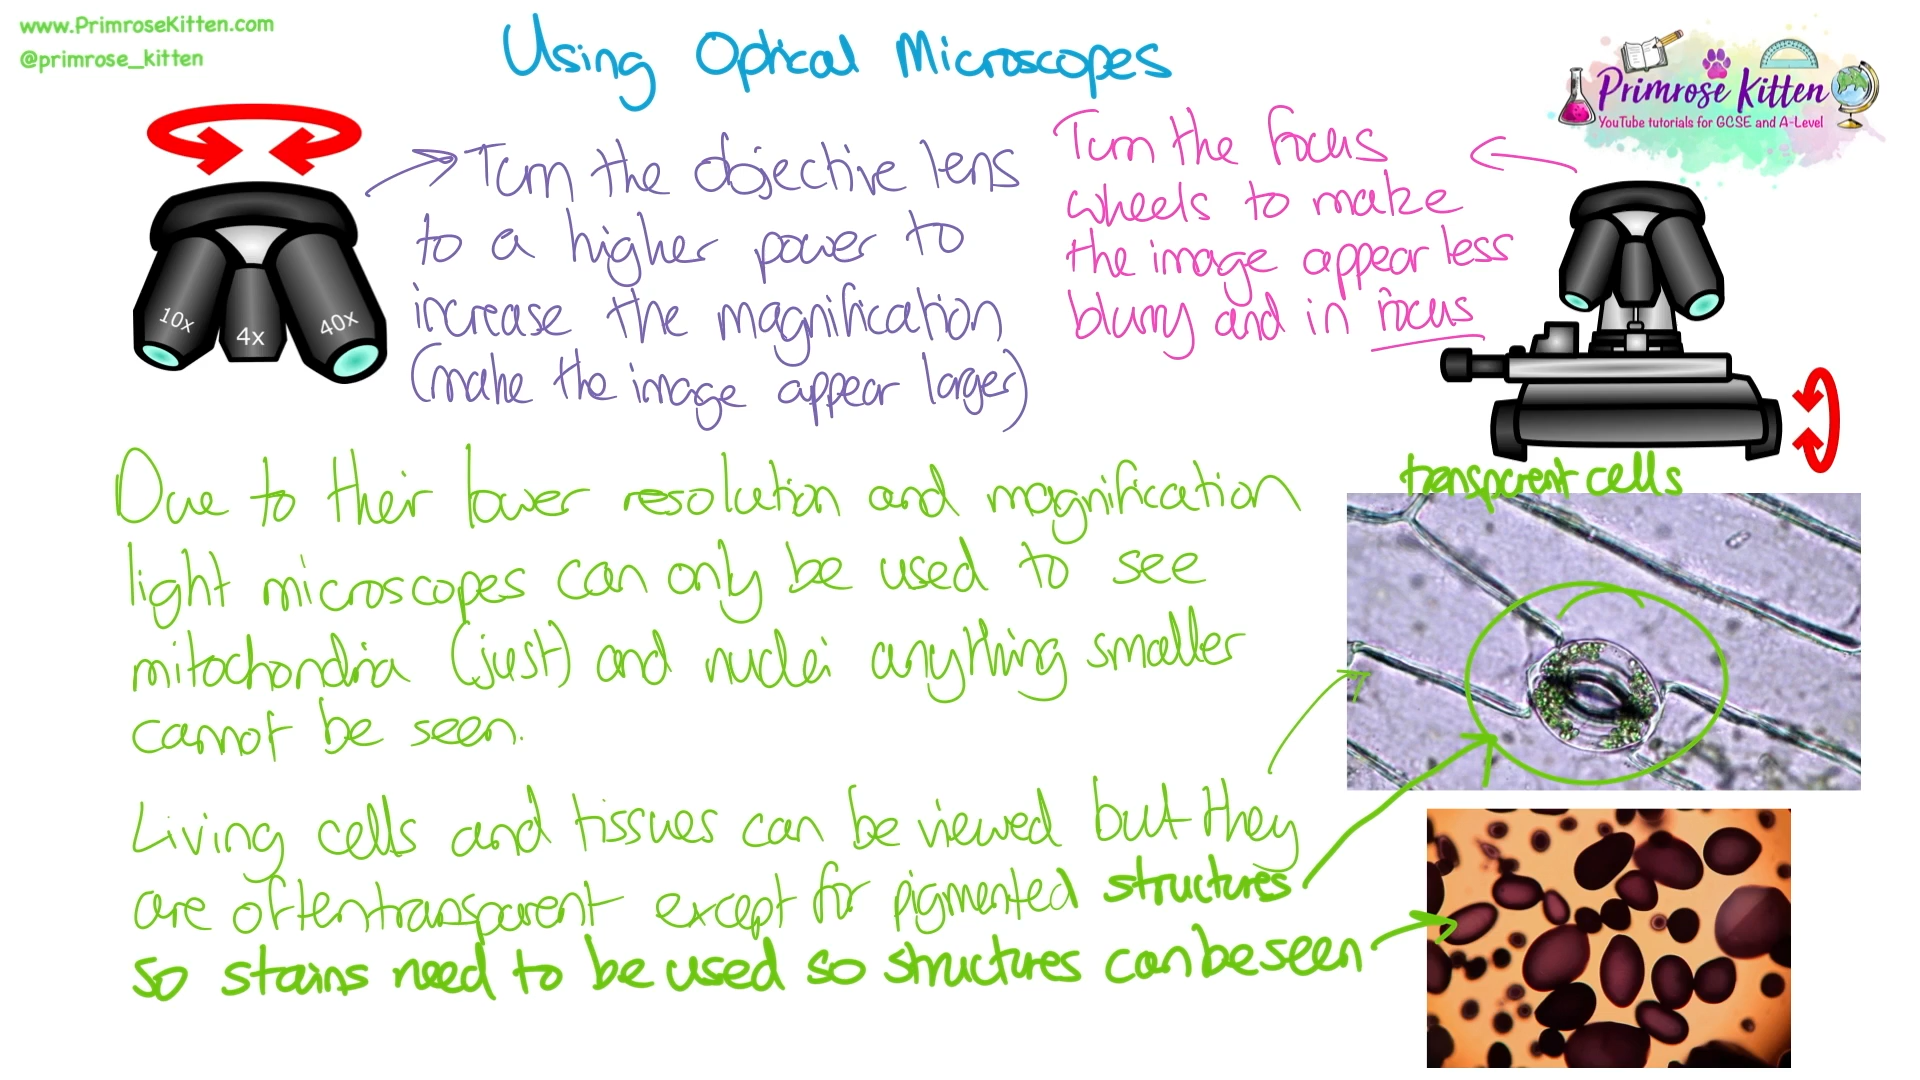 www.PrimroseKitten.com
@primrose_kitten
Using Optical Microscopes
Primrose Kitten
YouTube tutorials for GCSE and A-Level
Turn the objective lens
to a higher power to
increase the magnification
(make the image appear larger)
10x
4x
40x
Turn the focus
wheels to make
the image appear less
blurry and in focus
Due to their lower resolution and magnification
light microscopes can only be used to see
mitochondria (just) and nuclei anything smaller
cannot be seen.
transparent cells
Living cells and tissues can be viewed but they
are often transparent except for pigmented structures
so stains need to be used so structures can be seen